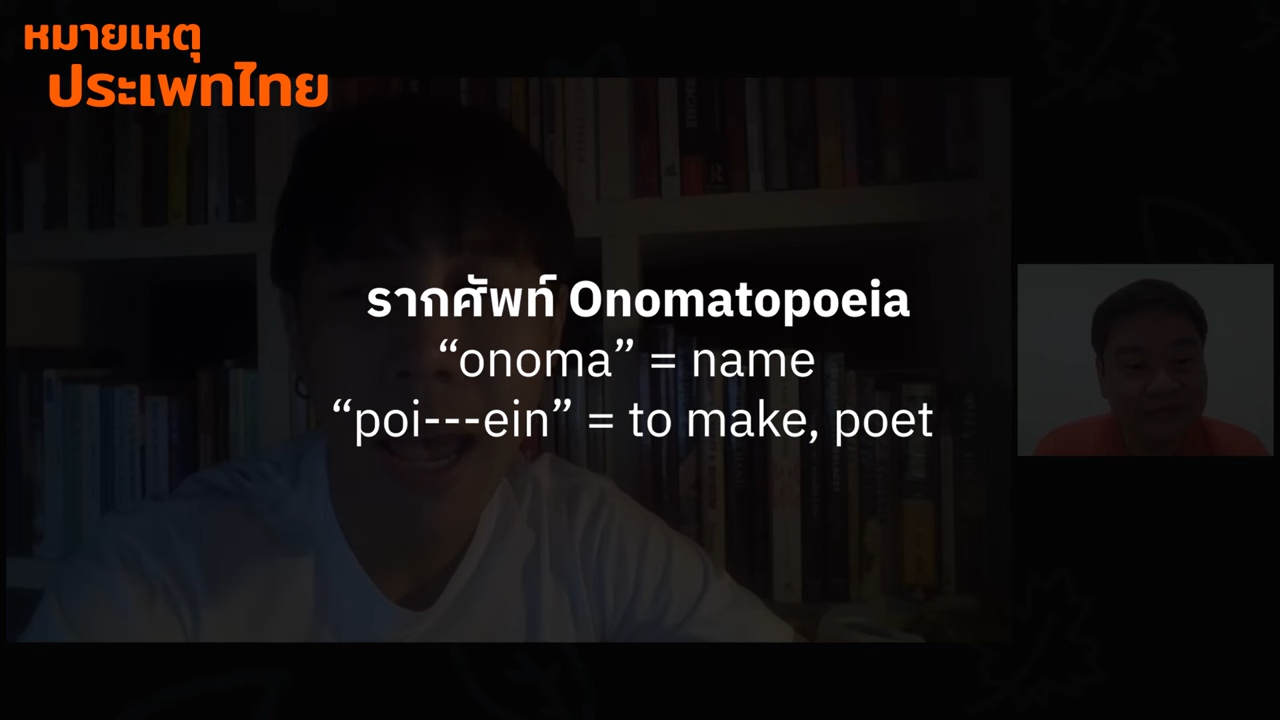 หมายเหตุ
ประเพทไทย
รากศัพท์ Onomatopoeia
“onoma” = name
“poi---ein” = to make, poet